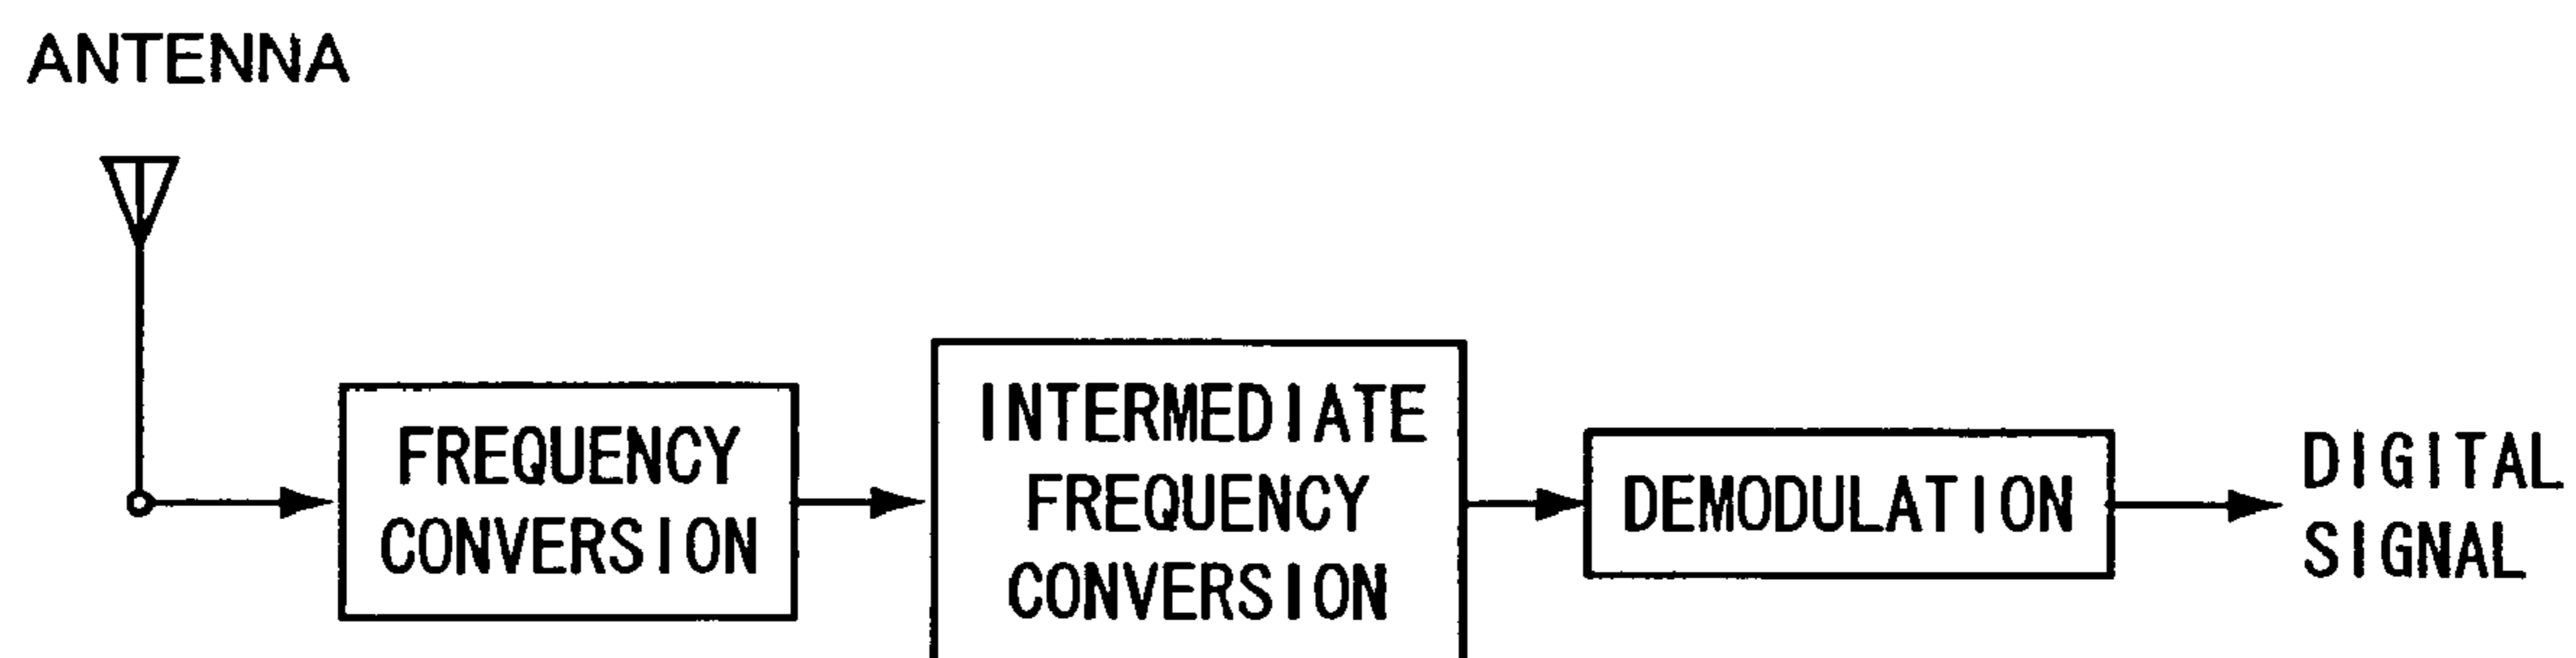 ANTENNA
FREQUENCY
CONVERSION
INTERMEDIATE
FREQUENCY
CONVERSION
DEMODULATION
DIGITAL
SIGNAL